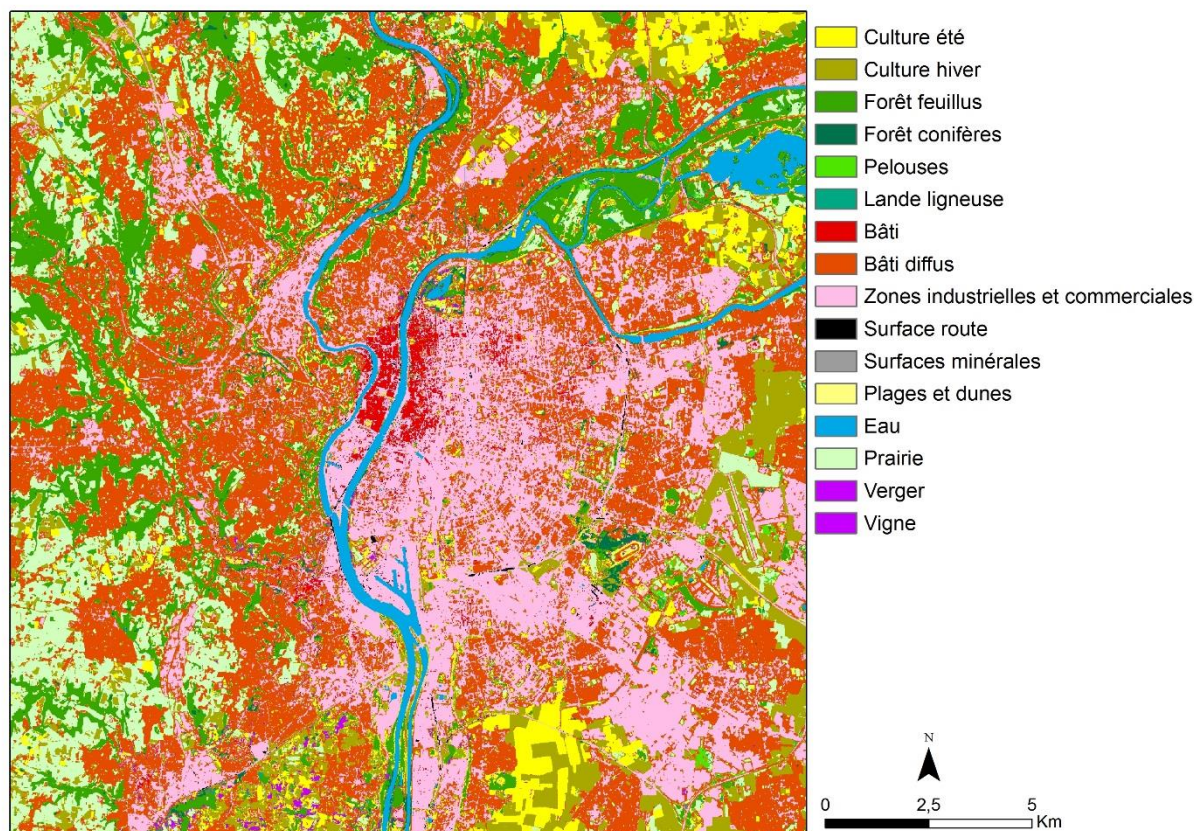 Culture été
Culture hiver
Forêt feuillus
Forêt conifères
Pelouses
Lande ligneuse
Bâti
Bâti diffus
Zones industrielles et commerciales
Surface route
Surfaces minérales
Plages et dunes
Eau
Prairie
Verger
Vigne
N
0 2,5 5
Km